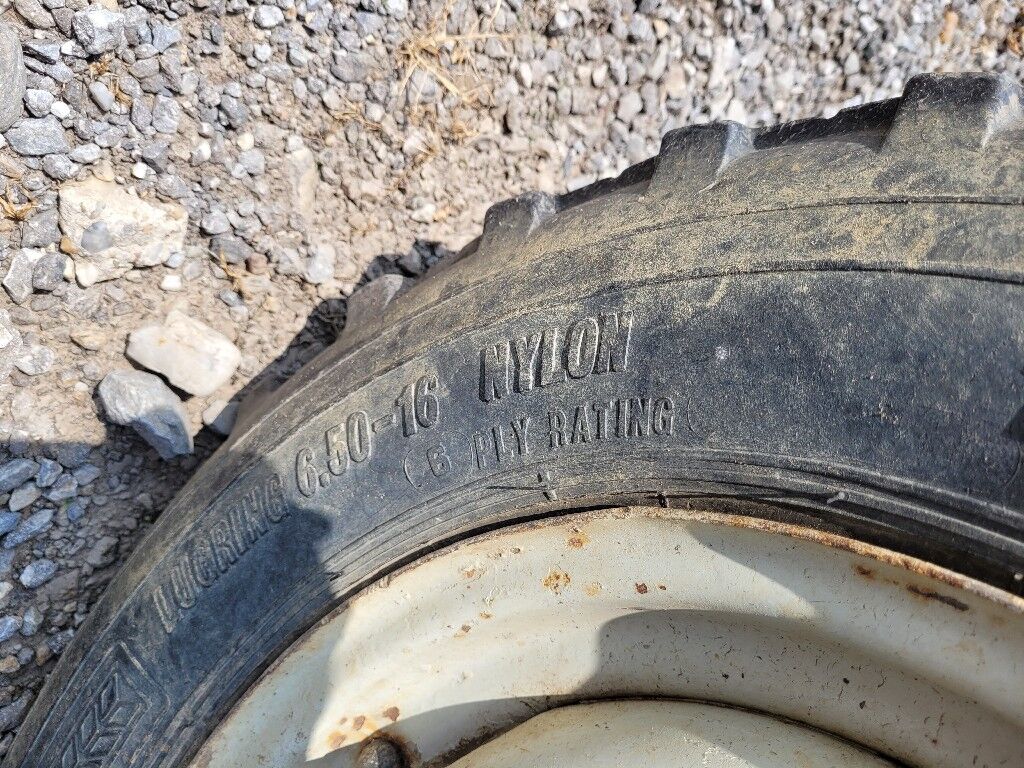 LUGRING 6.50-16 NYLON
6 PLY RATING